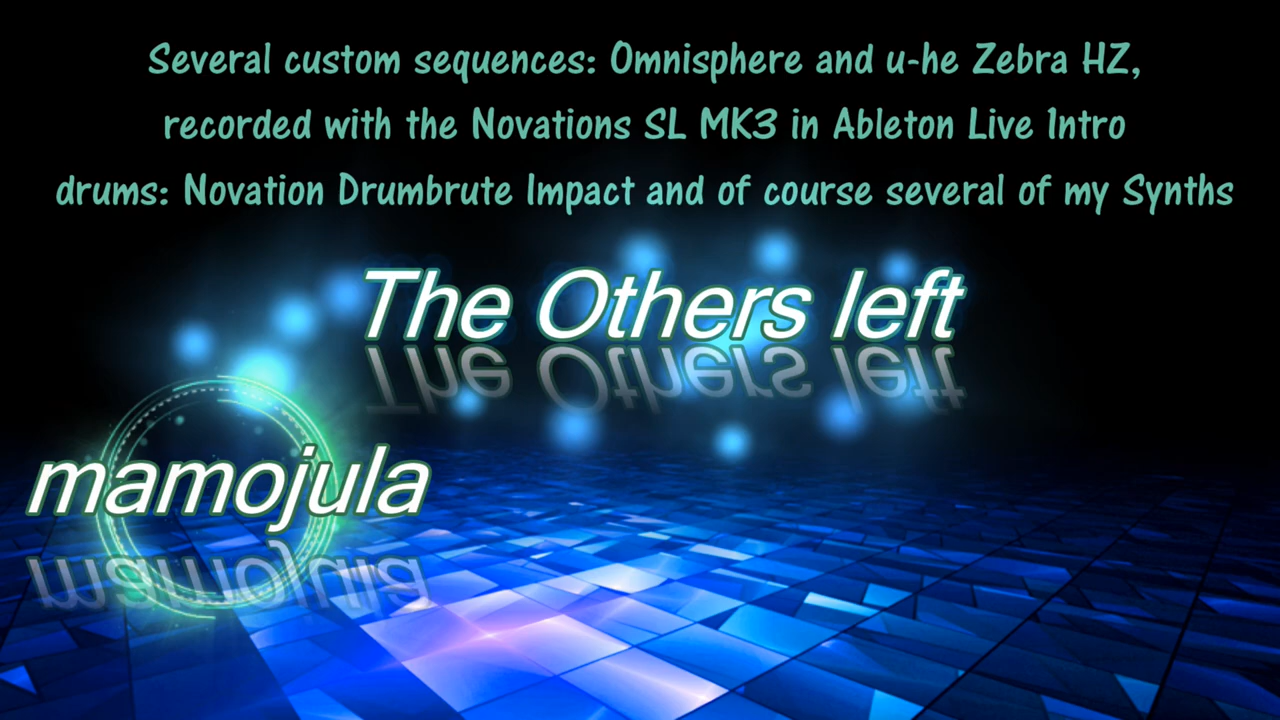 Several custom sequences: Omnisphere and u-he Zebra HZ,
recorded with the Novations SL MK3 in Ableton Live 1ntro
drums: Novation Drumbrute Impact and of course several of my Synths
The Others left
mamojula